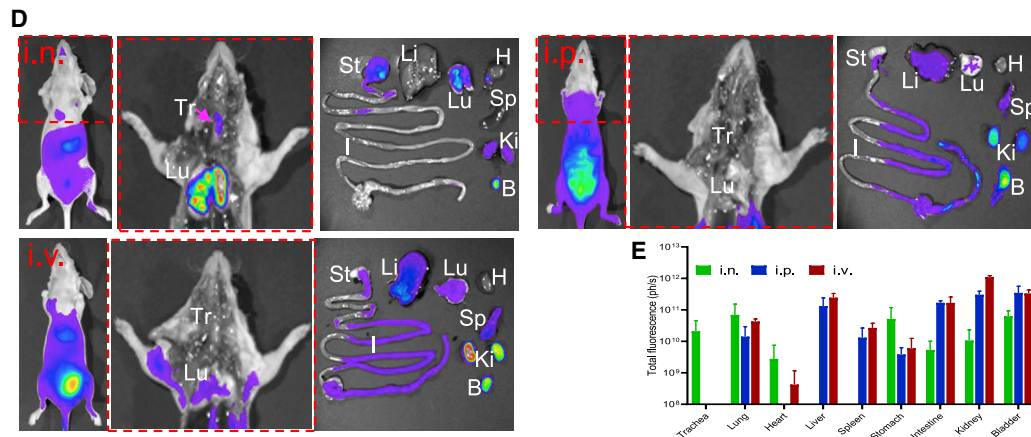 D
i.n.
Tr
Lu
St
Li
Lu
H
Sp
Ki
I
B
i.p.
Tr
Lu
Li
Lu
H
Sp
Ki
I
B
i.v.
Tr
Lu
St
Li
Lu
H
Sp
I
Ki
B
E
i.n.
i.p.
i.v.
Total fluorescence (ph/s)
10¹³
10¹²
10¹¹
10¹⁰
10⁹
10⁸
Trachea
Lung
Heart
Liver
Spleen
Stomach
Intestine
Kidney
Bladder